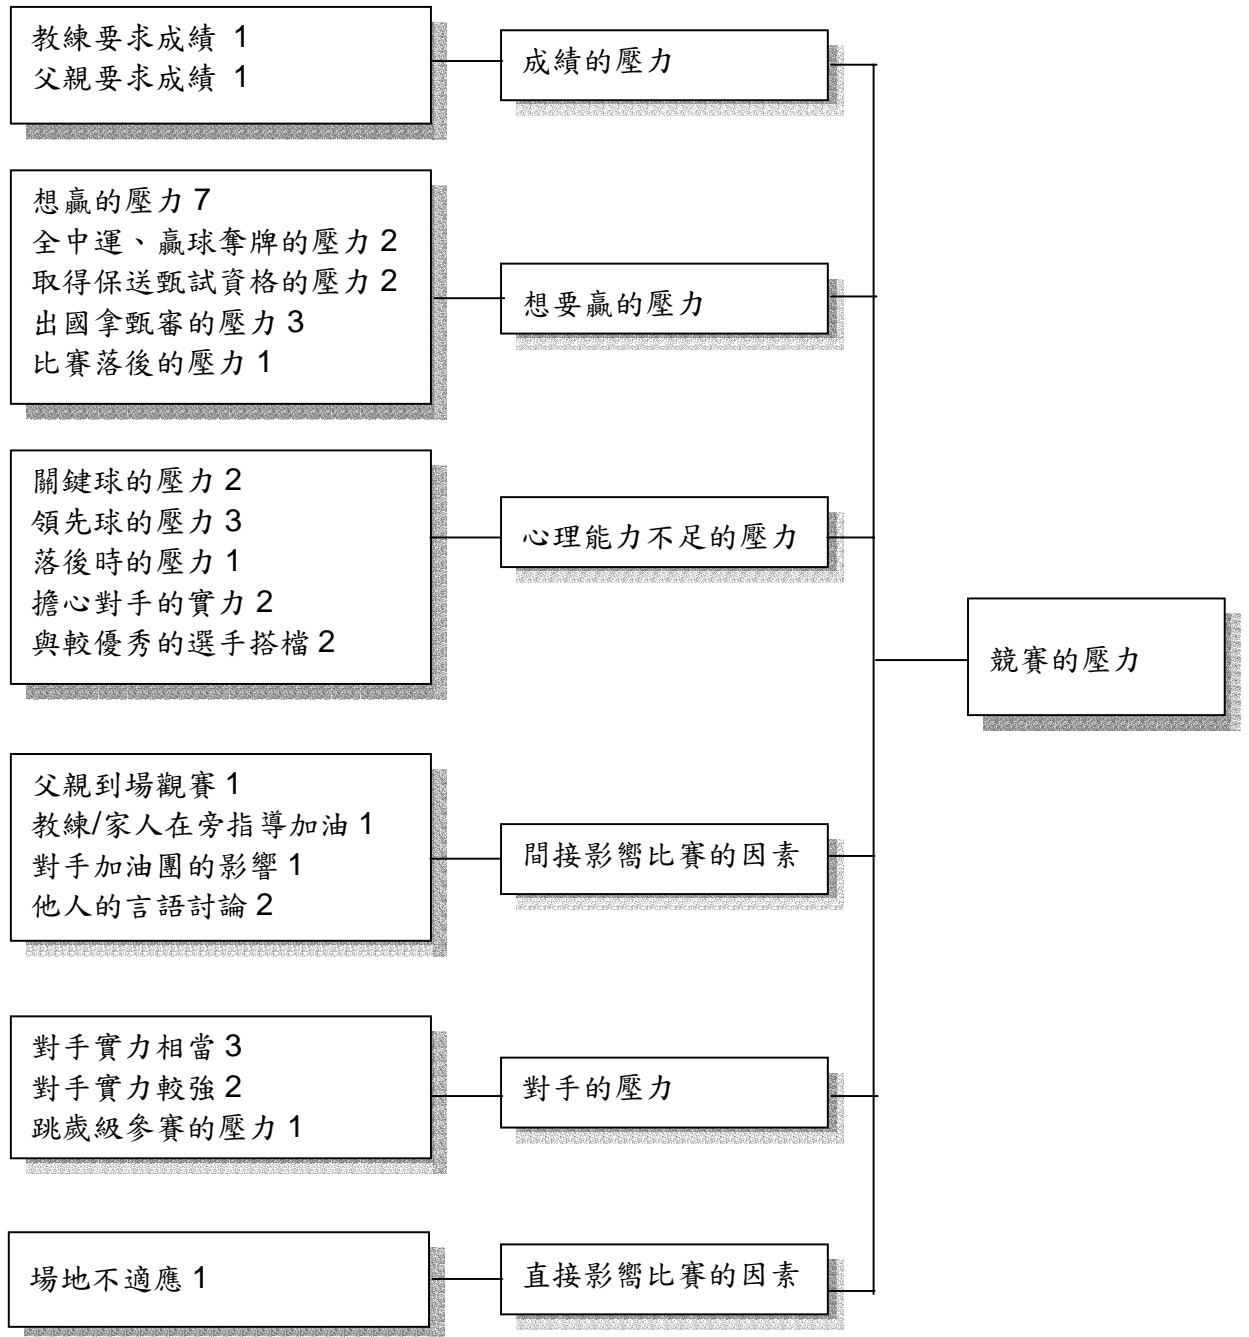 教練要求成績 1
父親要求成績 1
成績的壓力
想贏的壓力 7
全中運、贏球奪牌的壓力 2
取得保送甄試資格的壓力 2
出國拿甄審的壓力 3
比賽落後的壓力 1
想要贏的壓力
關鍵球的壓力 2
領先球的壓力 3
落後時的壓力 1
擔心對手的實力 2
與較優秀的選手搭檔 2
心理能力不足的壓力
競賽的壓力
父親到場觀賽 1
教練/家人在旁指導加油 1
對手加油團的影響 1
他人的言語討論 2
間接影嚮比賽的因素
對手實力相當 3
對手實力較強 2
跳歲級參賽的壓力 1
對手的壓力
場地不適應 1
直接影嚮比賽的因素